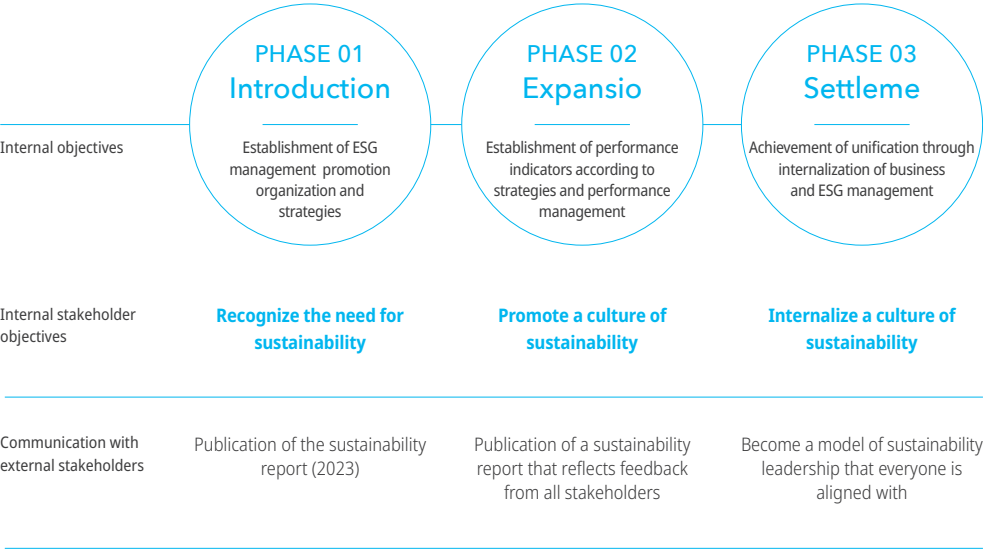 PHASE 01
Introduction
PHASE 02
Expansio
PHASE 03
Settleme
Internal objectives
Establishment of ESG
management promotion
organization and
strategies
Establishment of performance
indicators according to
strategies and performance
management
Achievement of unification through
internalization of business
and ESG management
Internal stakeholder
objectives
Recognize the need for
sustainability
Promote a culture of
sustainability
Internalize a culture of
sustainability
Communication with
external stakeholders
Publication of the sustainability
report (2023)
Publication of a sustainability
report that reflects feedback
from all stakeholders
Become a model of sustainability
leadership that everyone is
aligned with